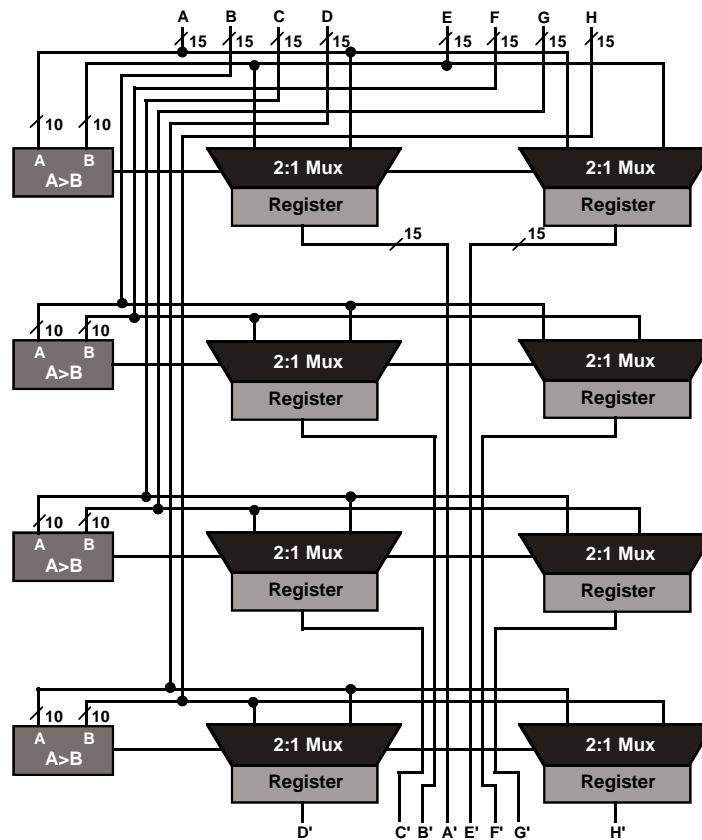 A B C D E F G H
15 15 15 15 15 15 15 15
10 10
A B
A>B
2:1 Mux 2:1 Mux
Register Register
15 15
10 10
A B
A>B
2:1 Mux 2:1 Mux
Register Register
10 10
A B
A>B
2:1 Mux 2:1 Mux
Register Register
10 10
A B
A>B
2:1 Mux 2:1 Mux
Register Register
D' C' B' A' E' F' G' H'